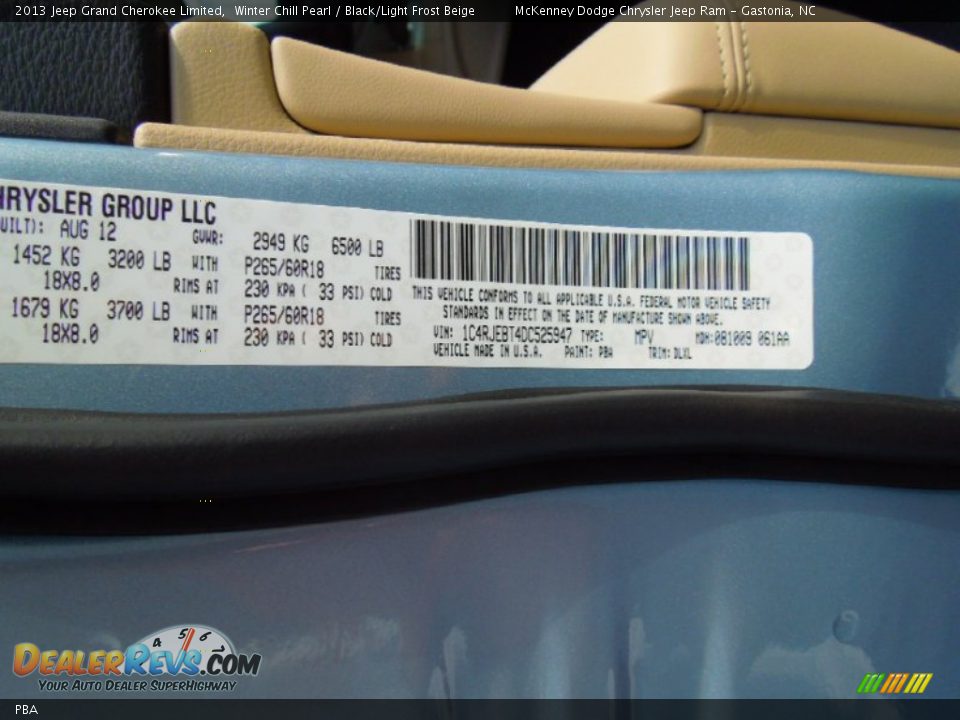 2013 Jeep Grand Cherokee Limited, Winter Chill Pearl / Black/Light Frost Beige McKenney Dodge Chrysler Jeep Ram - Gastonia, NC
HRYSLER GROUP LLC
UILT): AUG 12 GVWR: 2949 KG 6500 LB
1452 KG 3200 LB WITH P265/60R18 TIRES
18X8.0 RIMS AT 230 KPA ( 33 PSI) COLD
1679 KG 3700 LB WITH P265/60R18 TIRES
18X8.0 RIMS AT 230 KPA ( 33 PSI) COLD
THIS VEHICLE CONFORMS TO ALL APPLICABLE U.S.A. FEDERAL MOTOR VEHICLE SAFETY
STANDARDS IN EFFECT ON THE DATE OF MANUFACTURE SHOWN ABOVE.
VIN: 1C4RJEBT4DC525947 TYPE: MPV MDH:081009 061AA
VEHICLE MADE IN U.S.A. PAINT: PBA TRIM: DLXL
4 5 6
DEALERREVS.COM
YOUR AUTO DEALER SUPERHIGHWAY
PBA